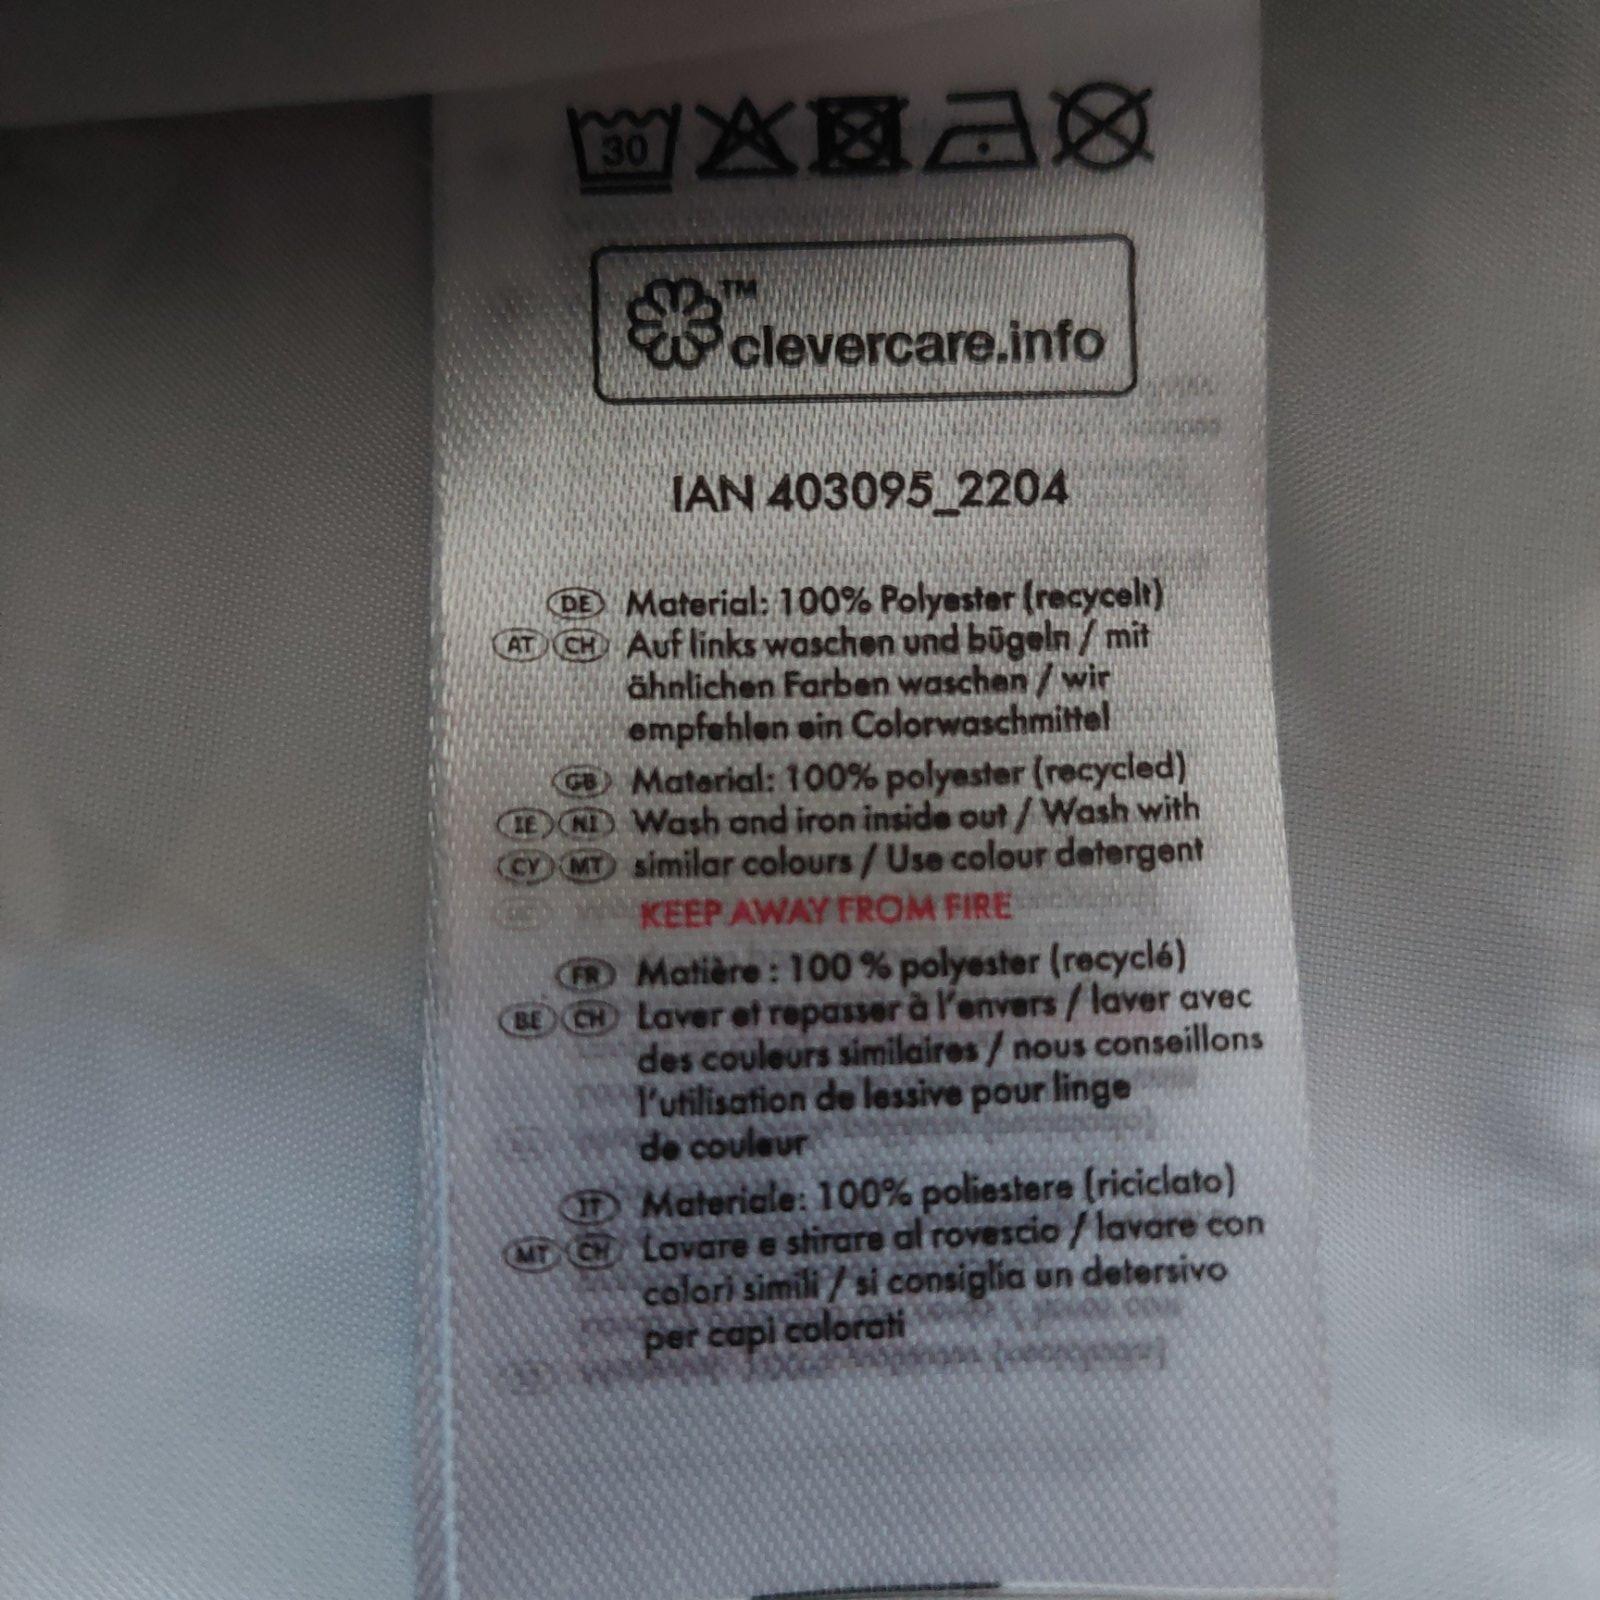 30
™
clevercare.info
IAN 403095_2204
DE Material: 100% Polyester (recycelt)
AT CH Auf links waschen und bügeln / mit
ähnlichen Farben waschen / wir
empfehlen ein Colorwaschmittel
GB Material: 100% polyester (recycled)
IE NI Wash and iron inside out / Wash with
CY MT similar colours / Use colour detergent
KEEP AWAY FROM FIRE
FR Matière : 100 % polyester (recyclé)
BE CH Laver et repasser à l'envers / laver avec
des couleurs similaires / nous conseillons
l'utilisation de lessive pour linge
de couleur
IT Materiale: 100% poliestere (riciclato)
MT CH Lavare e stirare al rovescio / lavare con
colori simili / si consiglia un detersivo
per capi colorati